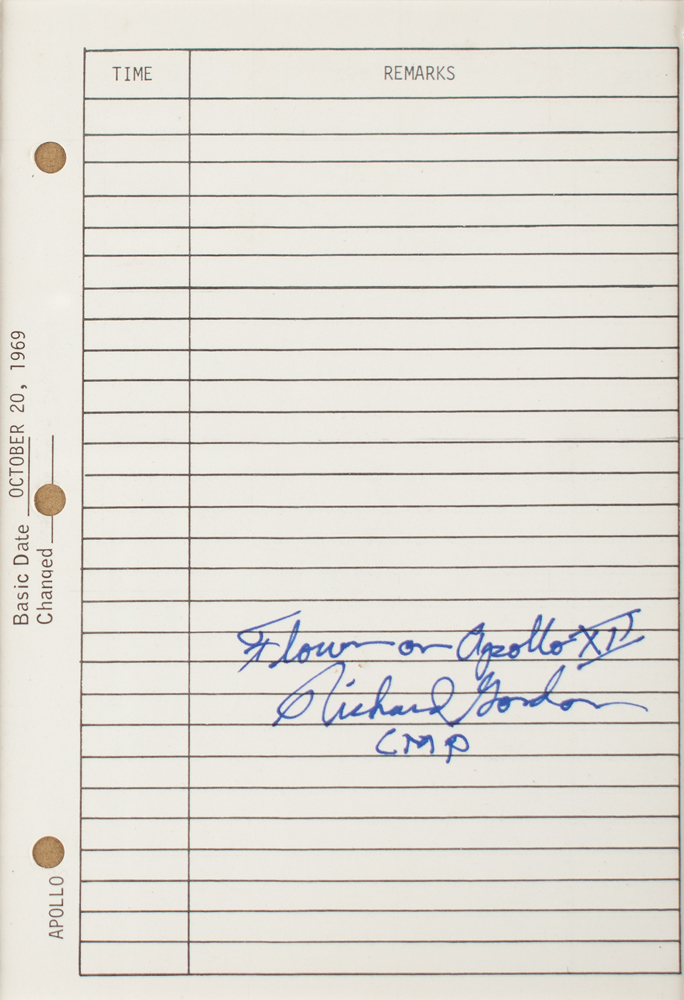 TIME REMARKS
Basic Date OCTOBER 20, 1969
Changed
APOLLO
Flown on Apollo XII
Richard Gordon
CMP